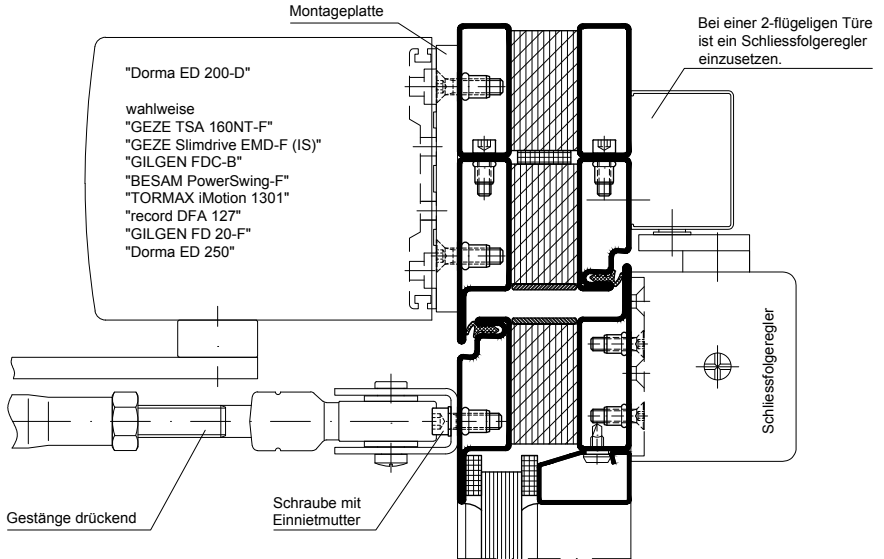 Montageplatte
Bei einer 2-flügeligen Türe
ist ein Schliessfolgeregler
einzusetzen.
"Dorma ED 200-D"
wahlweise
"GEZE TSA 160NT-F"
"GEZE Slimdrive EMD-F (IS)"
"GILGEN FDC-B"
"BESAM PowerSwing-F"
"TORMAX iMotion 1301"
"record DFA 127"
"GILGEN FD 20-F"
"Dorma ED 250"
Schliessfolgeregler
Gestänge drückend
Schraube mit
Einnietmutter